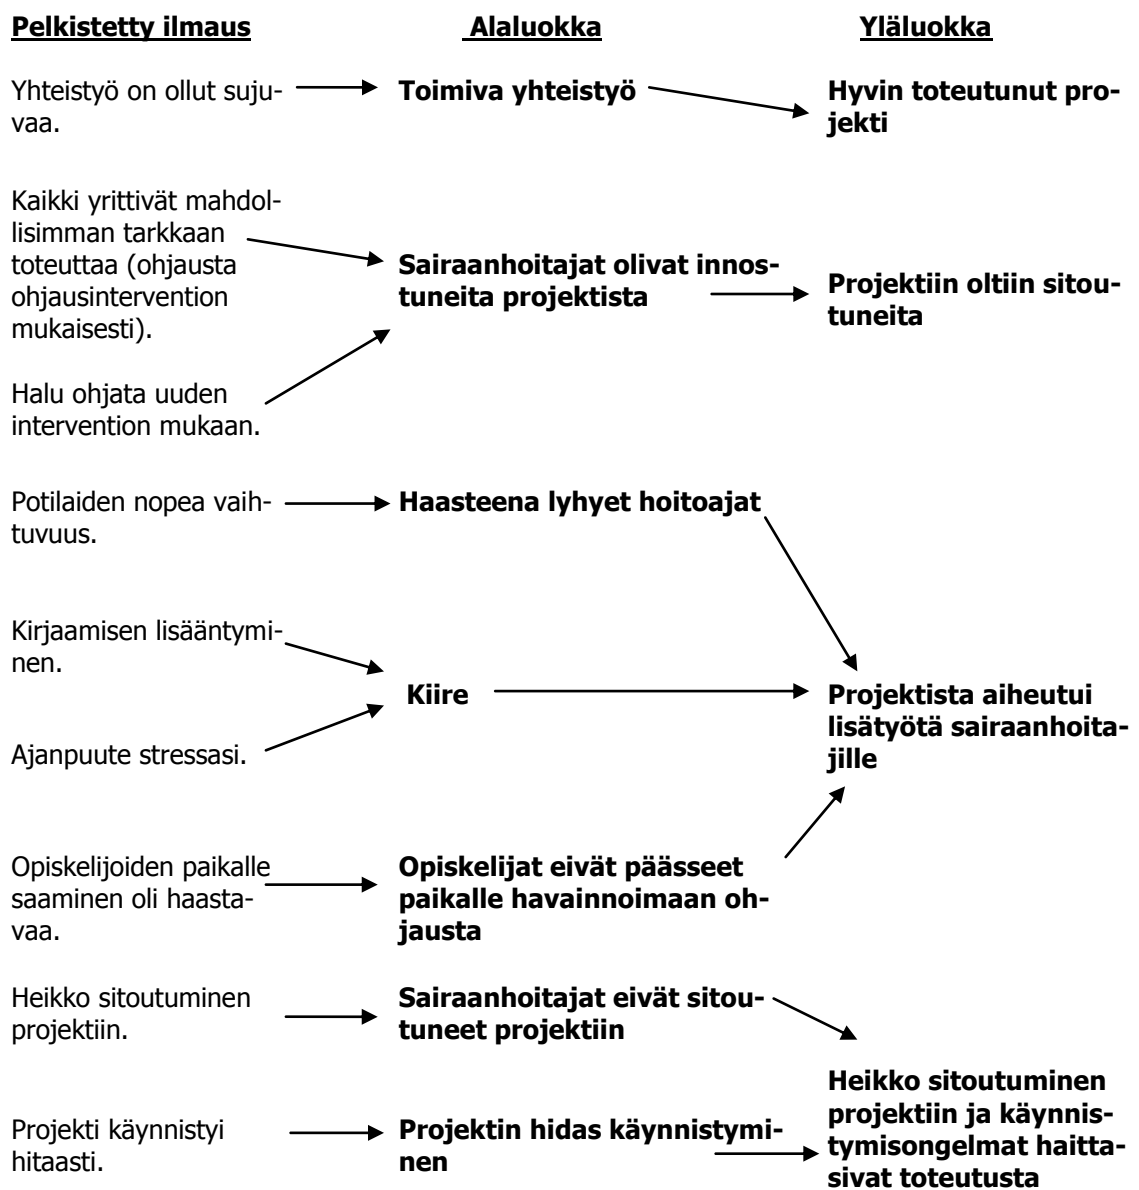 Pelkistetty ilmaus Alaluokka Yläluokka
Yhteistyö on ollut suju-
vaa.
Toimiva yhteistyö
Hyvin toteutunut pro-
jekti
Kaikki yrittivät mahdol-
lisimman tarkkaan
toteuttaa (ohjausta
ohjausintervention
mukaisesti).
Halu ohjata uuden
intervention mukaan.
Sairaanhoitajat olivat innos-
tuneita projektista
Projektiin oltiin sitou-
tuneita
Potilaiden nopea vaih-
tuvuus.
Haasteena lyhyet hoitoajat
Kirjaamisen lisääntymi-
nen.
Ajanpuute stressasi.
Kiire
Projektista aiheutui
lisätyötä sairaanhoita-
jille
Opiskelijoiden paikalle
saaminen oli haasta-
vaa.
Opiskelijat eivät päässeet
paikalle havainnoimaan oh-
jausta
Heikko sitoutuminen
projektiin.
Sairaanhoitajat eivät sitou-
tuneet projektiin
Projekti käynnistyi
hitaasti.
Projektin hidas käynnistymi-
nen
Heikko sitoutuminen
projektiin ja käynnis-
tymisongelmat haitta-
sivat toteutusta